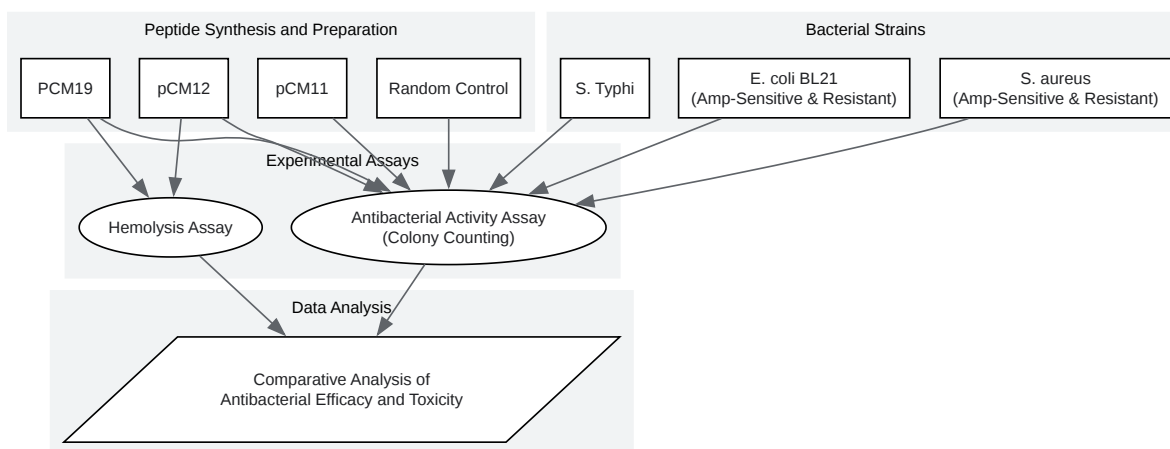 Peptide Synthesis and Preparation
PCM19
pCM12
pCM11
Random Control
Bacterial Strains
S. Typhi
E. coli BL21
(Amp-Sensitive & Resistant)
S. aureus
(Amp-Sensitive & Resistant)
Experimental Assays
Hemolysis Assay
Antibacterial Activity Assay
(Colony Counting)
Data Analysis
Comparative Analysis of
Antibacterial Efficacy and Toxicity